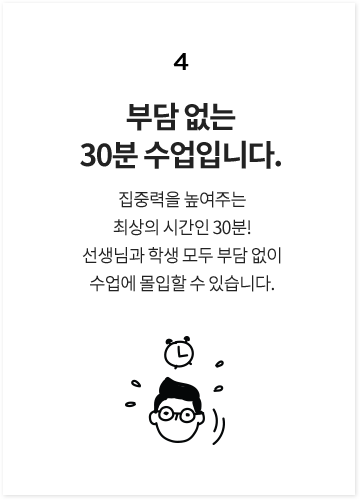 4
부담 없는
30분 수업입니다.
집중력을 높여주는
최상의 시간인 30분!
선생님과 학생 모두 부담 없이
수업에 몰입할 수 있습니다.